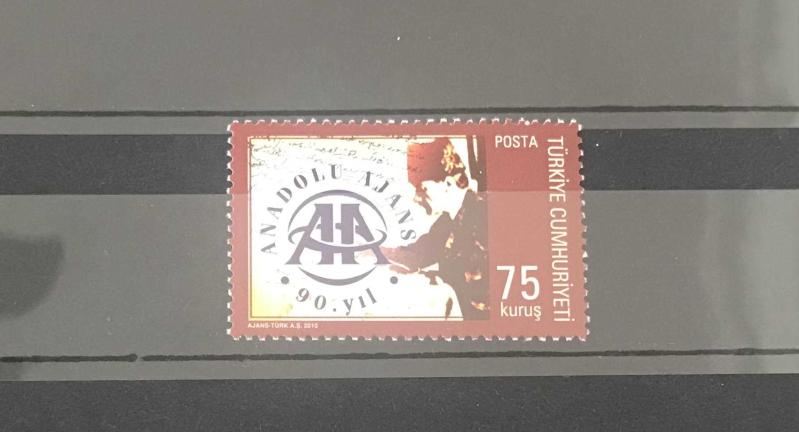 POSTA
TÜRKİYE CUMHURİYETİ
ANADOLU AJANSI
AA
90.yıl
75
kuruş
AJANS-TÜRK A.Ş. 2010